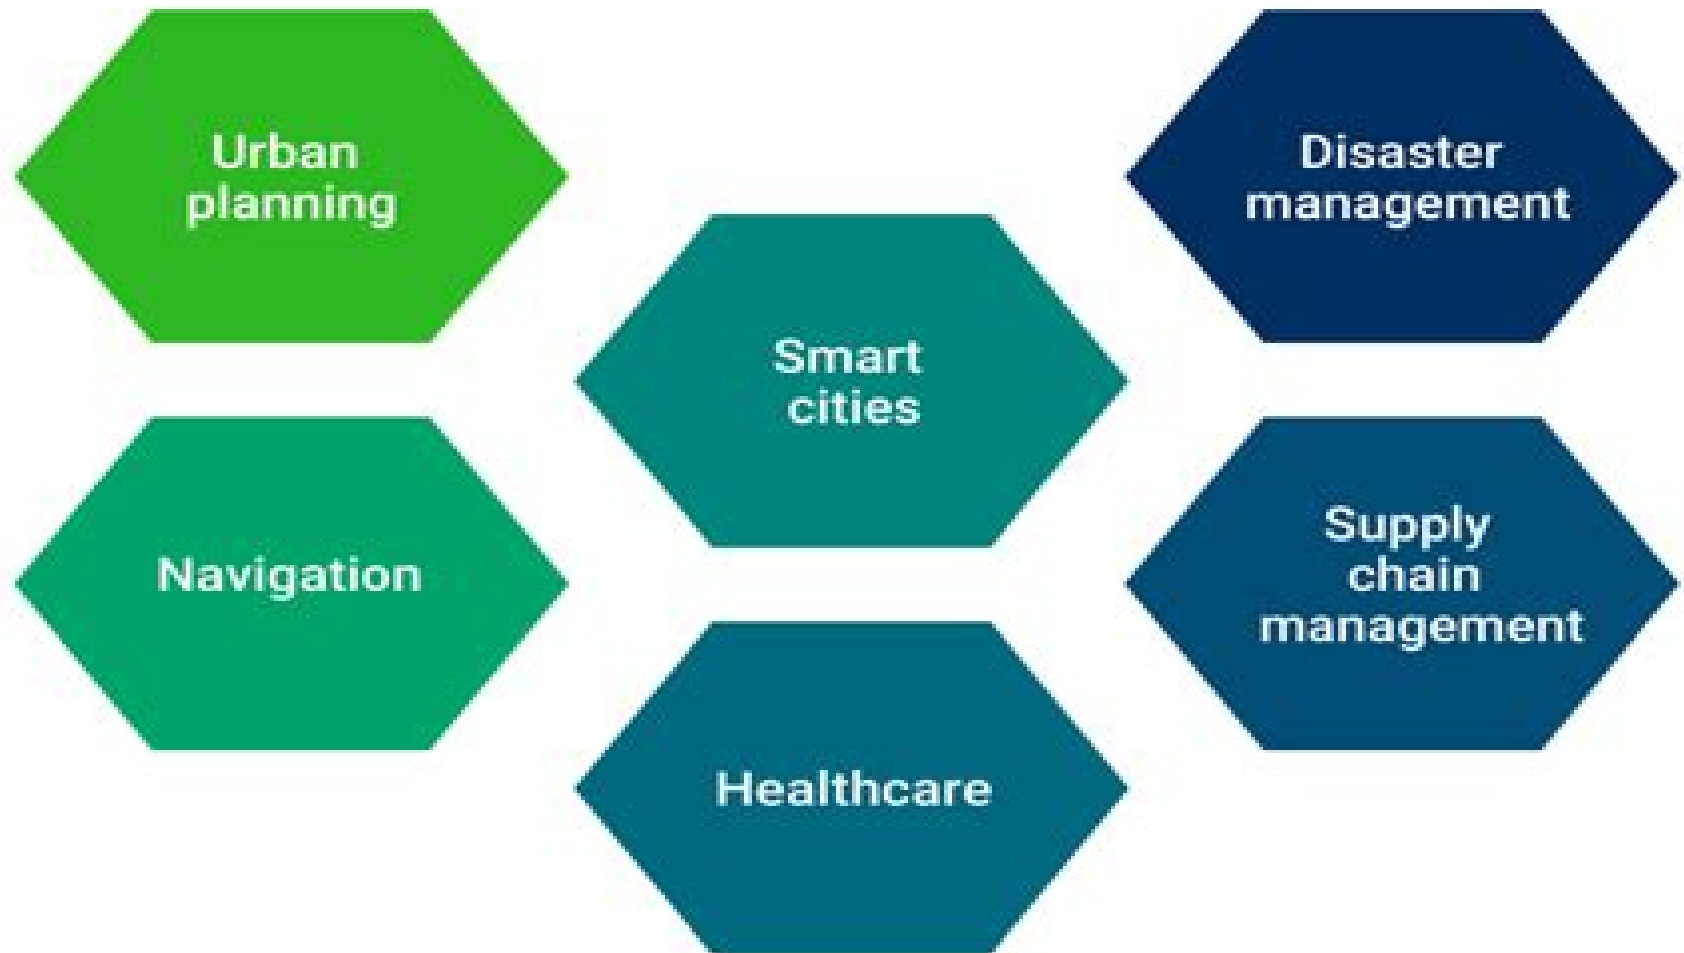 Urban
planning
Disaster
management
Smart
cities
Navigation
Supply
chain
management
Healthcare